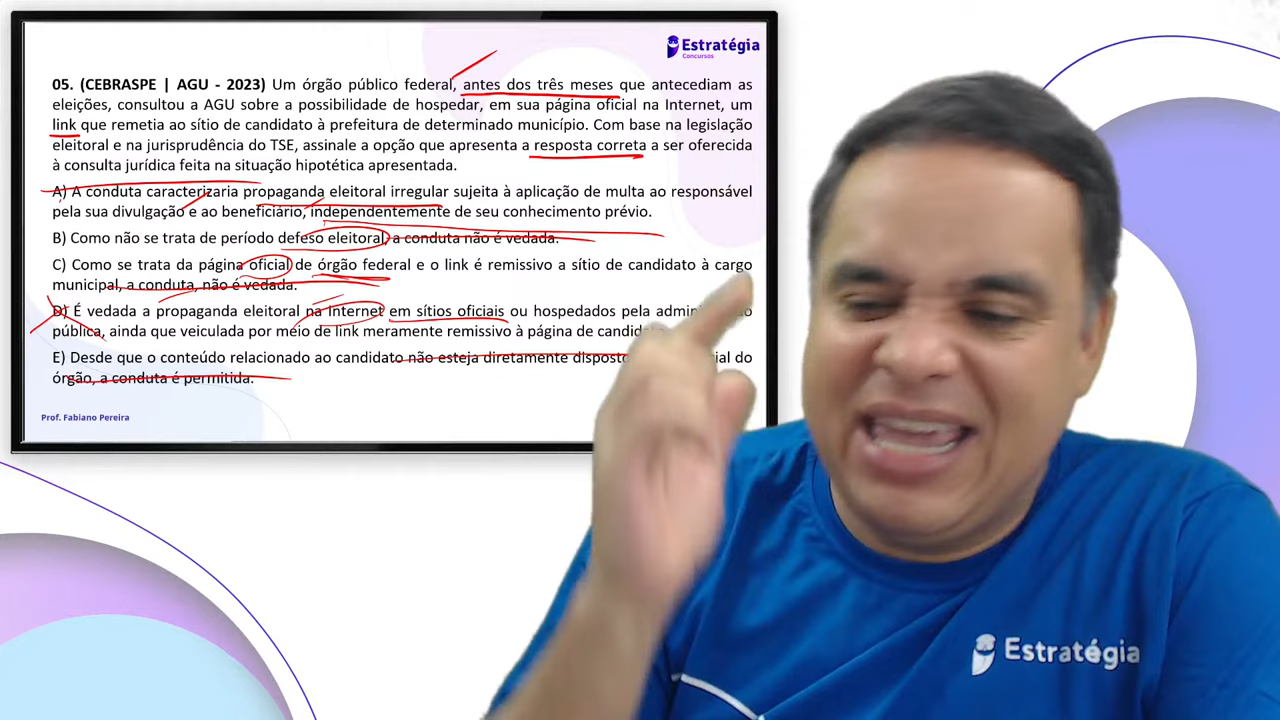 Estratégia
Concursos
05. (CEBRASPE | AGU - 2023) Um órgão público federal, antes dos três meses que antecediam as
eleições, consultou a AGU sobre a possibilidade de hospedar, em sua página oficial na Internet, um
link que remetia ao sítio de candidato à prefeitura de determinado município. Com base na legislação
eleitoral e na jurisprudência do TSE, assinale a opção que apresenta a resposta correta a ser oferecida
à consulta jurídica feita na situação hipotética apresentada.
A) A conduta caracterizaria propaganda eleitoral irregular sujeita à aplicação de multa ao responsável
pela sua divulgação e ao beneficiário, independentemente de seu conhecimento prévio.
B) Como não se trata de período defeso eleitoral, a conduta não é vedada.
C) Como se trata da página oficial de órgão federal e o link é remissivo a sítio de candidato à cargo
municipal, a conduta, não é vedada.
D) É vedada a propaganda eleitoral na Internet em sítios oficiais ou hospedados pela
pública, ainda que veiculada por meio de link meramente remissivo à página de
E) Desde que o conteúdo relacionado ao candidato não esteja diretamente do
órgão, a conduta é permitida.
Prof. Fabiano Pereira
Estratégia